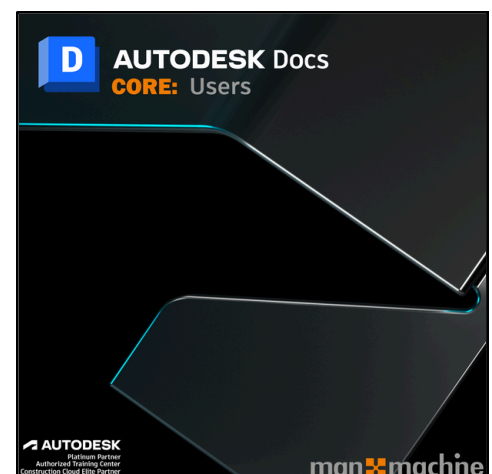 D AUTODESK Docs
CORE: Users
AUTODESK
Platinum Partner
Authorized Training Center
Construction Cloud Elite Partner
man machine